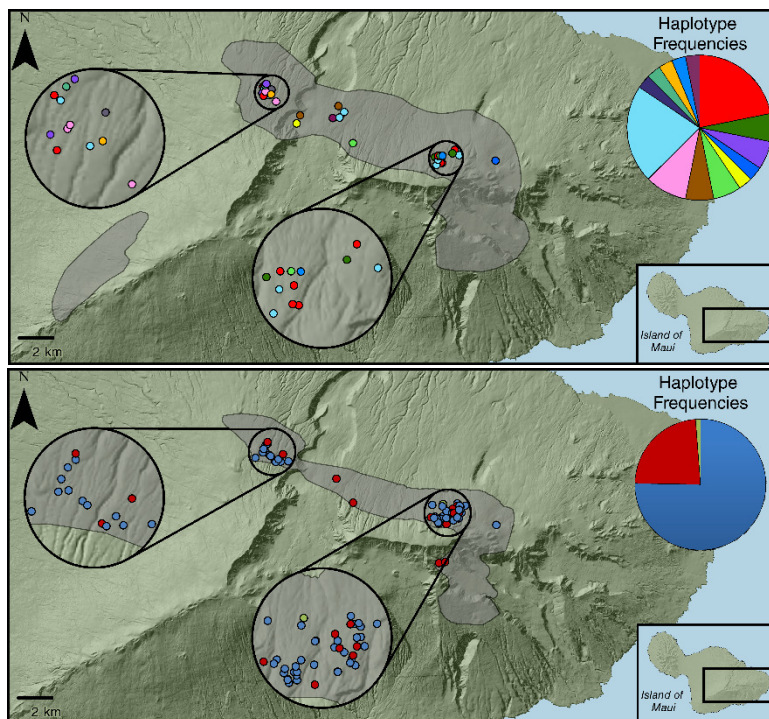 N
Haplotype
Frequencies
2 km
Island of
Maui
N
Haplotype
Frequencies
2 km
Island of
Maui